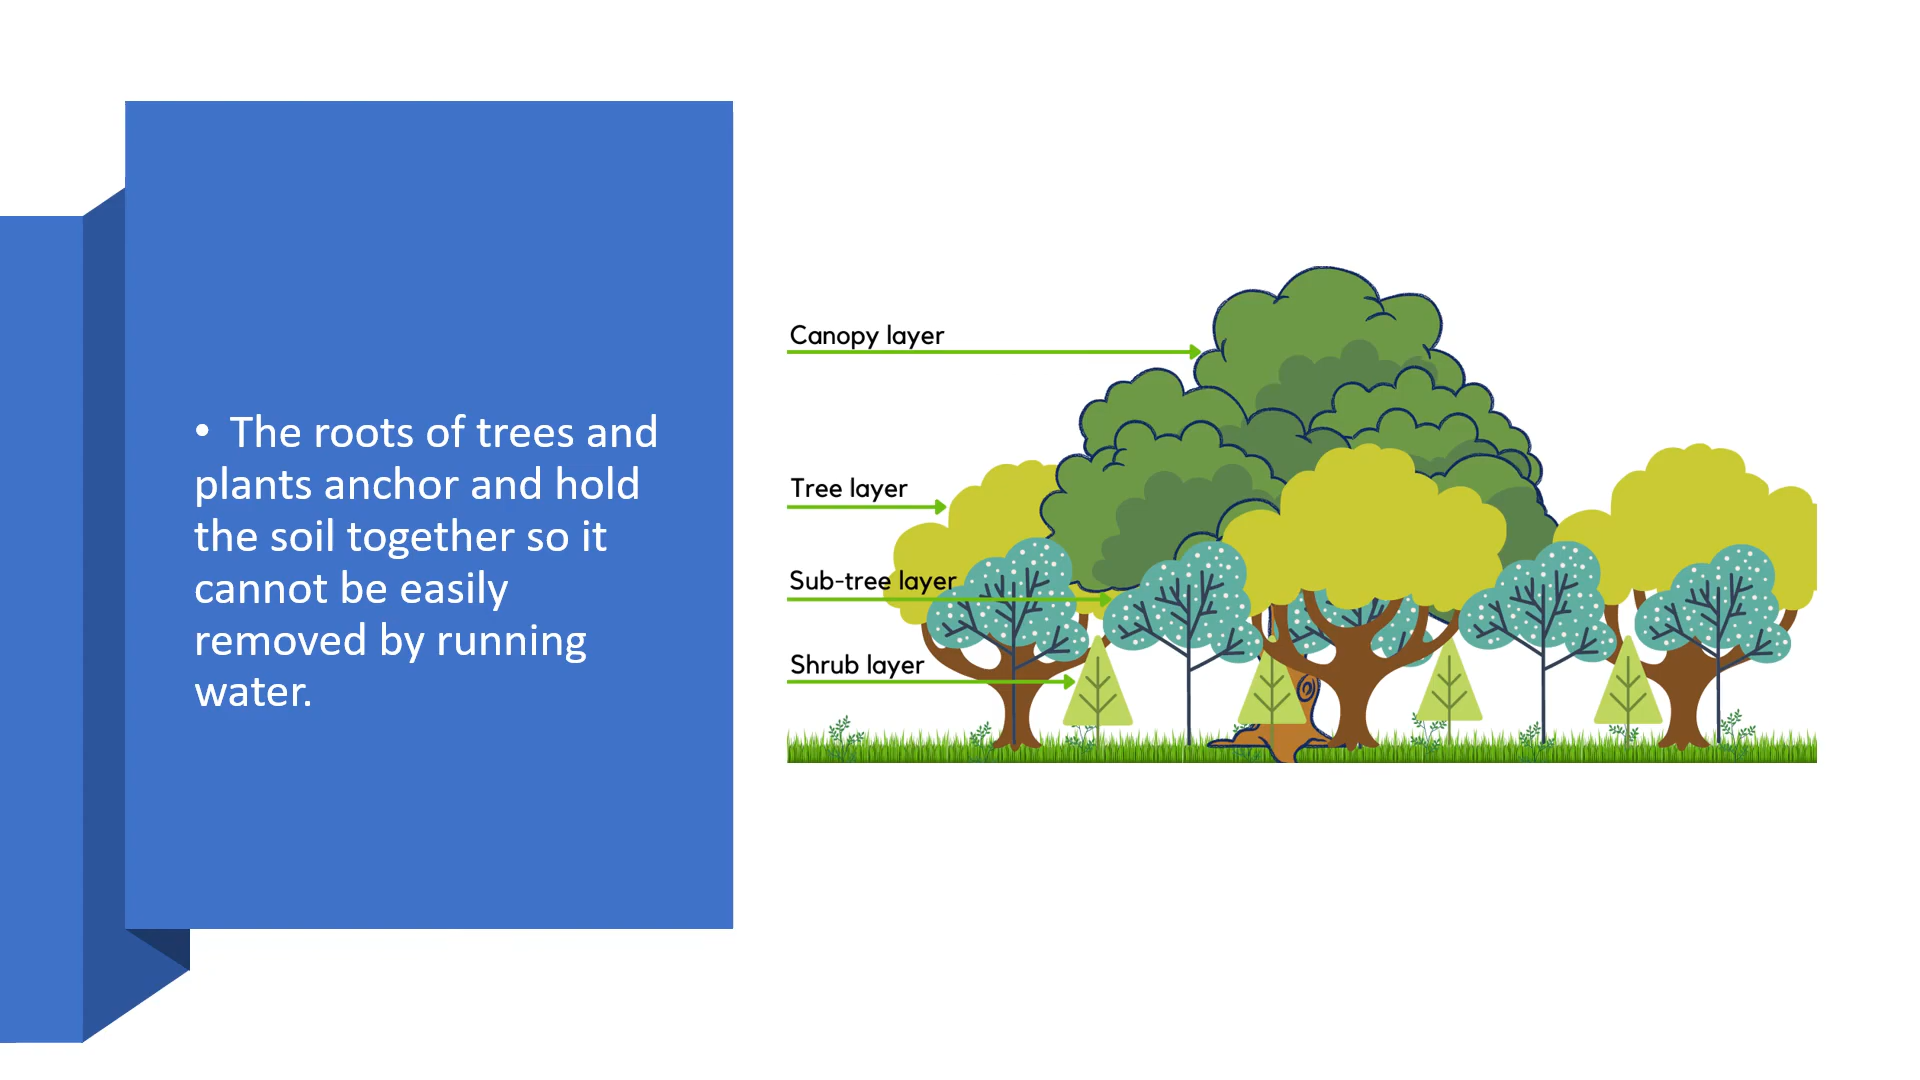 • The roots of trees and
plants anchor and hold
the soil together so it
cannot be easily
removed by running
water.
Canopy layer
Tree layer
Sub-tree layer
Shrub layer